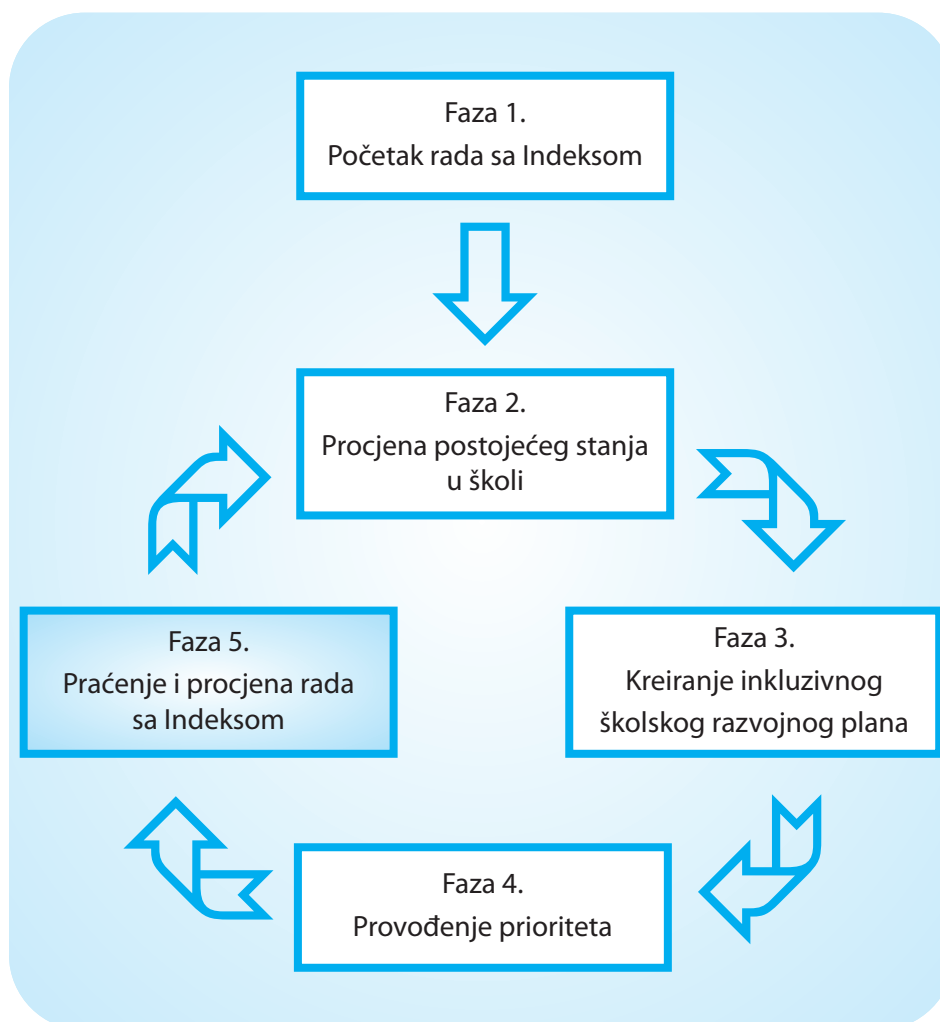 Faza 1.
Početak rada sa Indeksom
Faza 2.
Procjena postojećeg stanja
u školi
Faza 3.
Kreiranje inkluzivnog
školskog razvojnog plana
Faza 4.
Provođenje prioriteta
Faza 5.
Praćenje i procjena rada
sa Indeksom